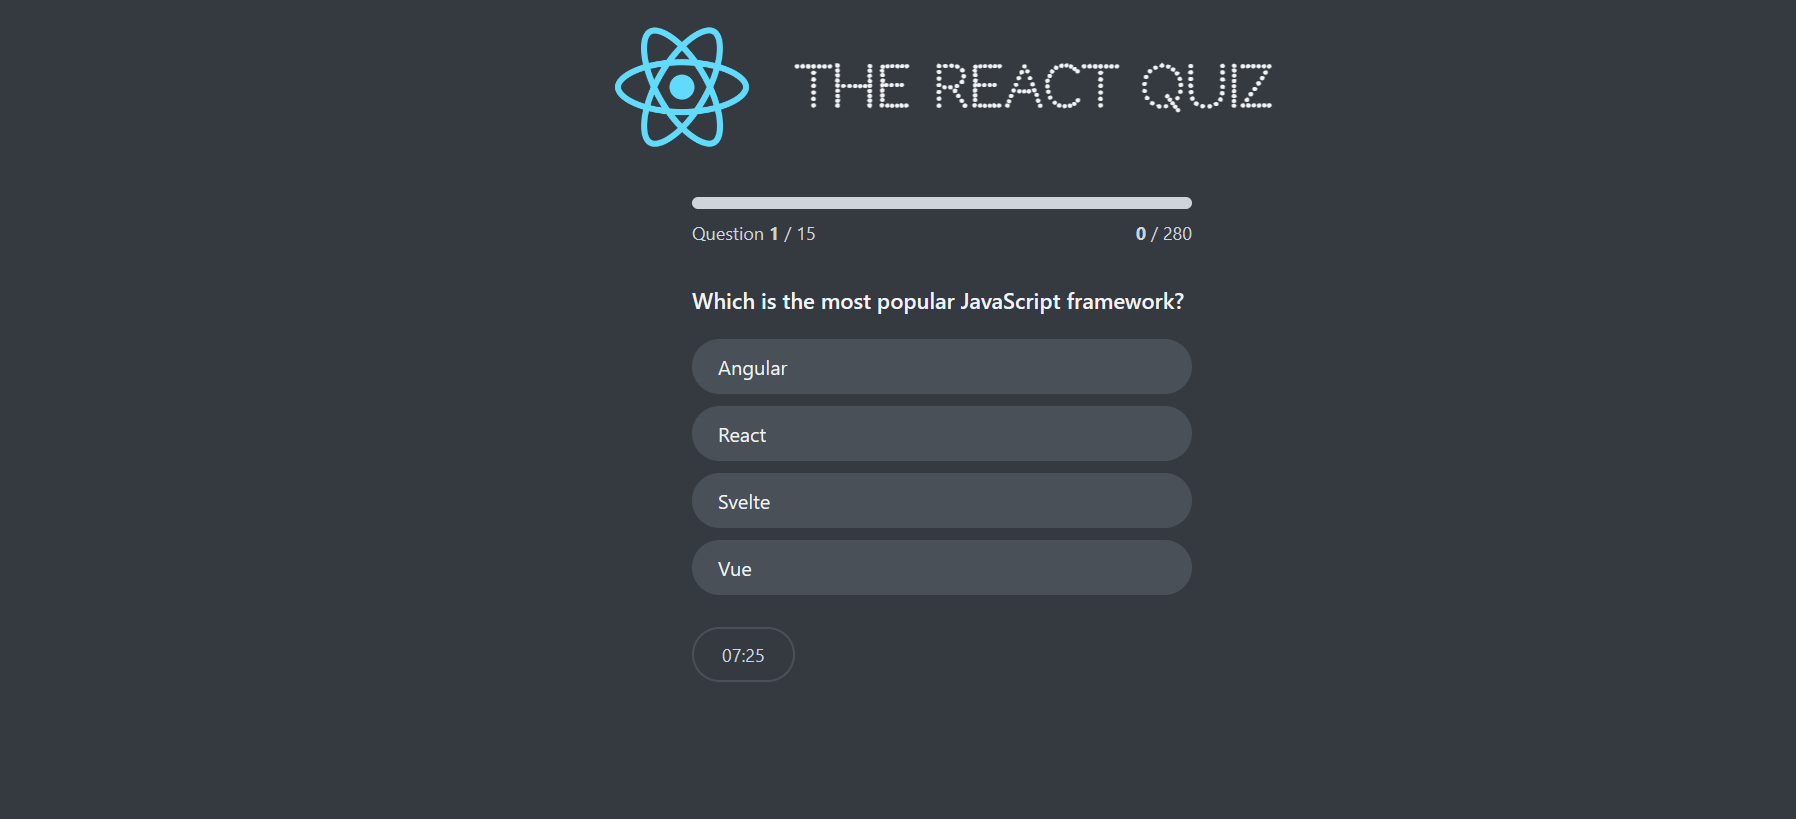 THE REACT QUIZ
Question 1 / 15
0 / 280
Which is the most popular JavaScript framework?
Angular
React
Svelte
Vue
07:25